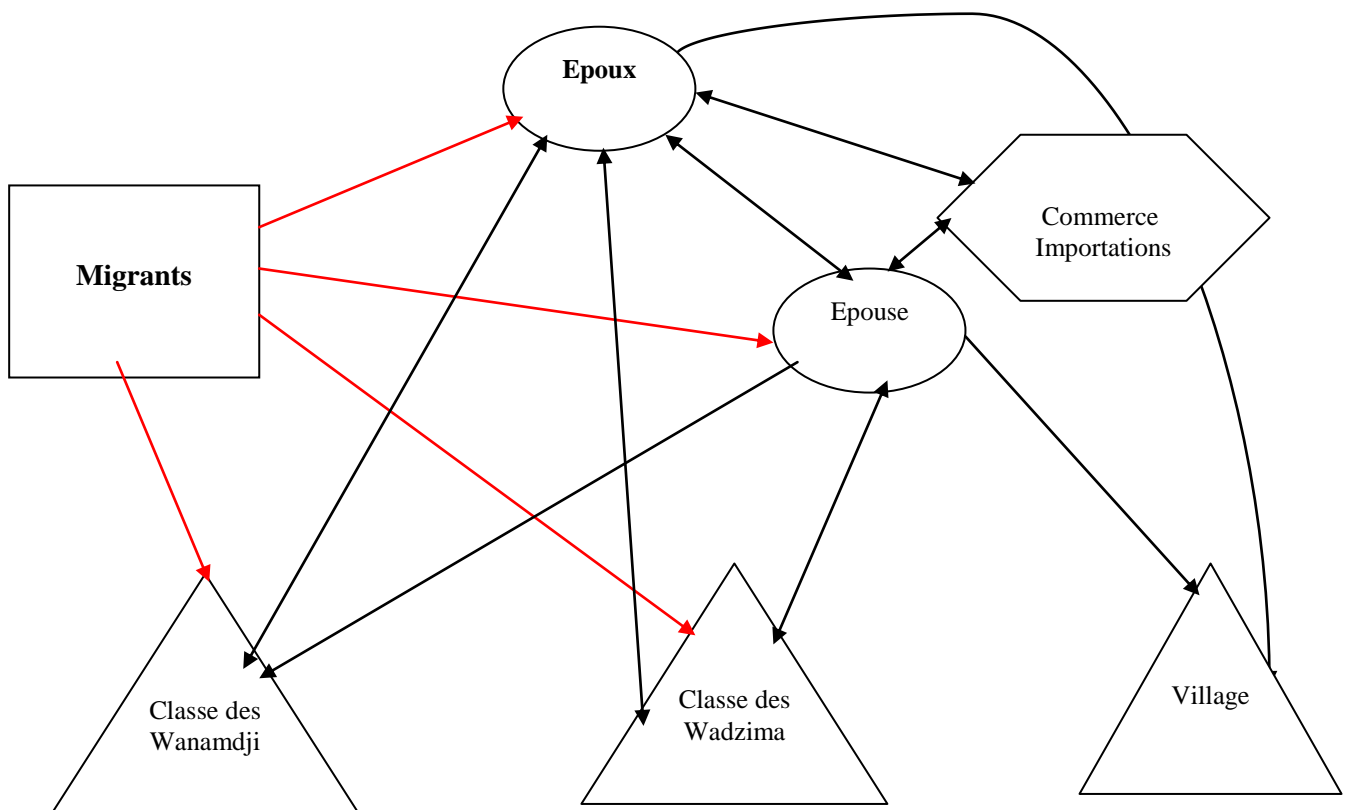 Epoux
Commerce
Importations
Migrants
Epouse
Classe des
Wanamdji
Classe des
Wadzima
Village